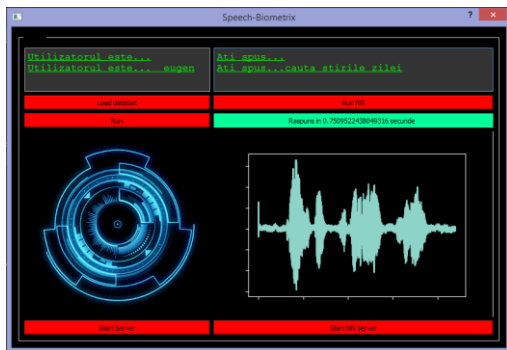 Speech-Biometrix
Utilizatorul este...
Utilizatorul este... eugen
Ati spus...
Ati spus...cauta stirile zilei
Load dataset
Run NN
Run
Raspuns in 0.7509522438049316 secunde
Start Server
Start NN Server